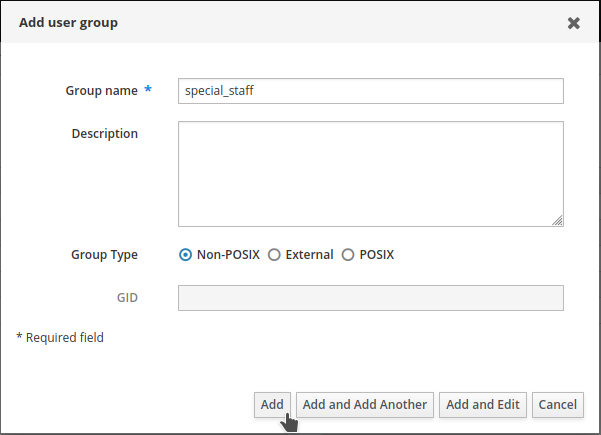 Add user group ✖
Group name * special_staff
Description
Group Type Non-POSIX External POSIX
GID
* Required field
Add Add and Add Another Add and Edit Cancel